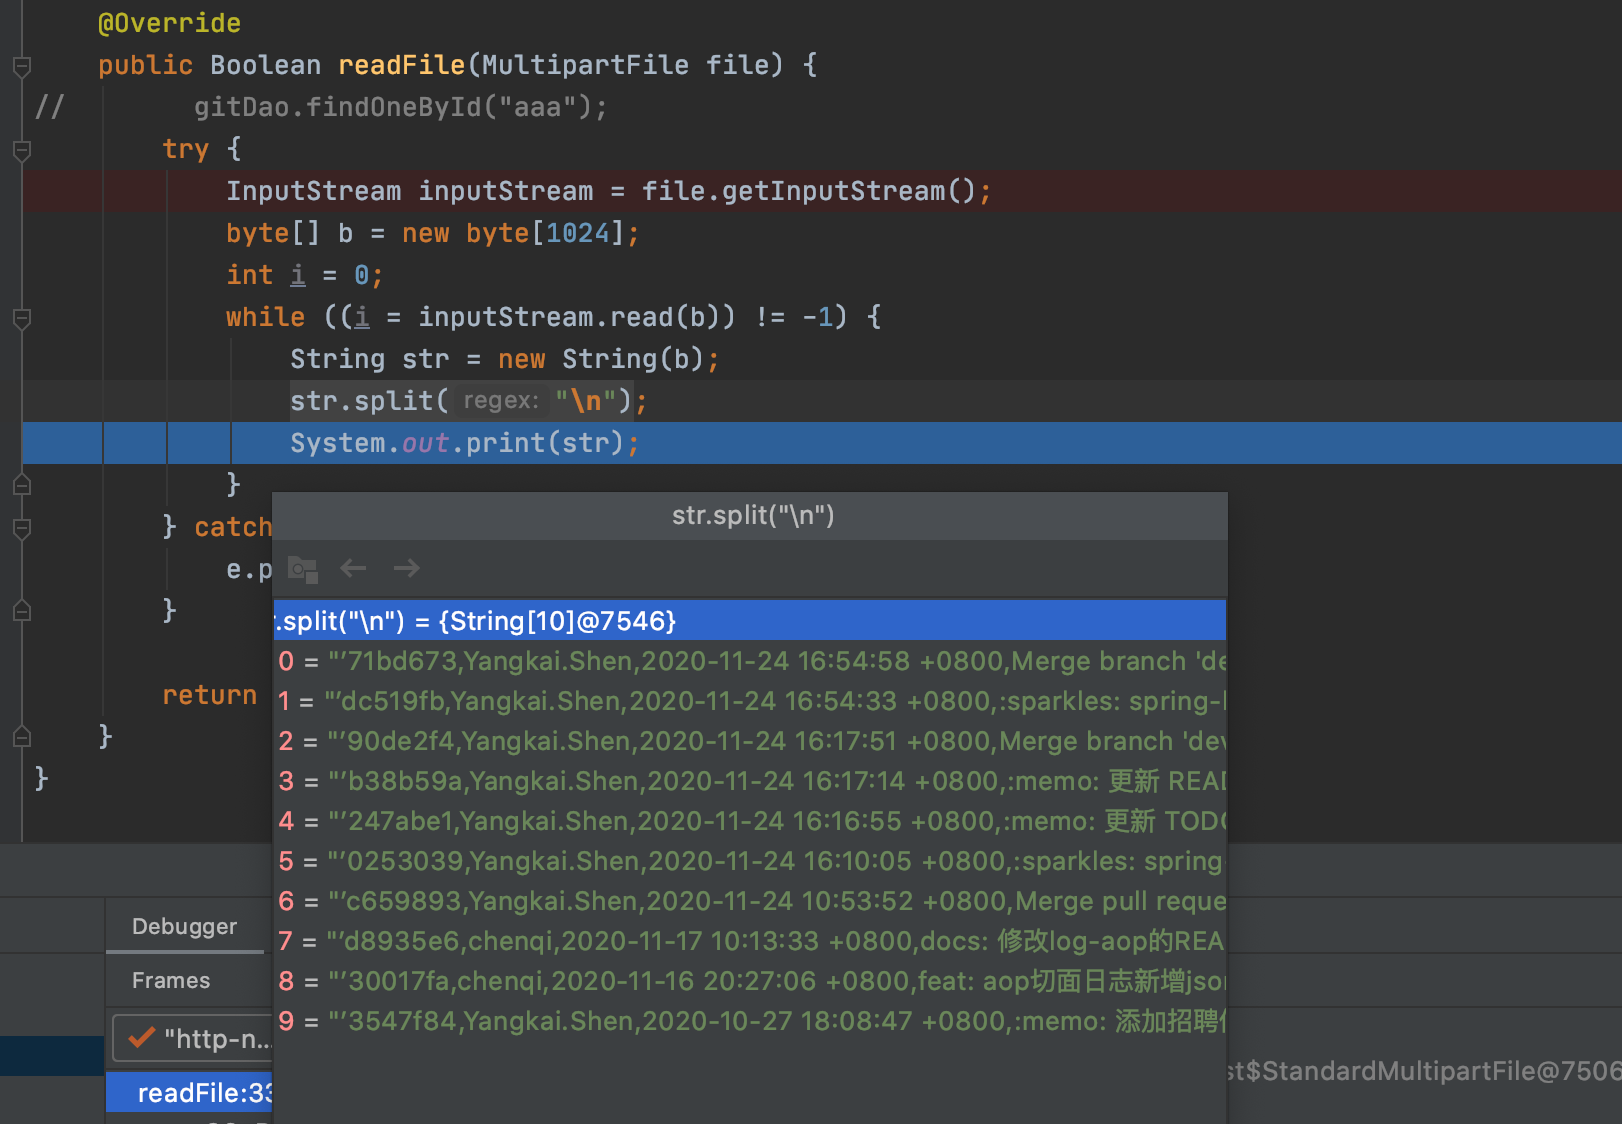 @Override
public Boolean readFile(MultipartFile file) {
//        gitDao.findOneById("aaa");
try {
InputStream inputStream = file.getInputStream();
byte[] b = new byte[1024];
int i = 0;
while ((i = inputStream.read(b)) != -1) {
String str = new String(b);
str.split( regex: "\n");
System.out.print(str);
}
} catch
e.p
}
return
}
}
str.split("\n")
.split("\n") = {String[10]@7546}
0 = "'71bd673,Yangkai.Shen,2020-11-24 16:54:58 +0800,Merge branch 'de
1 = "'dc519fb,Yangkai.Shen,2020-11-24 16:54:33 +0800,:sparkles: spring-
2 = "'90de2f4,Yangkai.Shen,2020-11-24 16:17:51 +0800,Merge branch 'dev
3 = "'b38b59a,Yangkai.Shen,2020-11-24 16:17:14 +0800,:memo: 更新 READ
4 = "'247abe1,Yangkai.Shen,2020-11-24 16:16:55 +0800,:memo: 更新 TODO
5 = "'0253039,Yangkai.Shen,2020-11-24 16:10:05 +0800,:sparkles: spring
6 = "'c659893,Yangkai.Shen,2020-11-24 10:53:52 +0800,Merge pull reque
7 = "'d8935e6,chenqi,2020-11-17 10:13:33 +0800,docs: 修改log-aop的REA
8 = "'30017fa,chenqi,2020-11-16 20:27:06 +0800,feat: aop切面日志新增jso
9 = "'3547f84,Yangkai.Shen,2020-10-27 18:08:47 +0800,:memo: 添加招聘
Debugger
Frames
"http-n...
readFile:33
st$StandardMultipartFile@7506